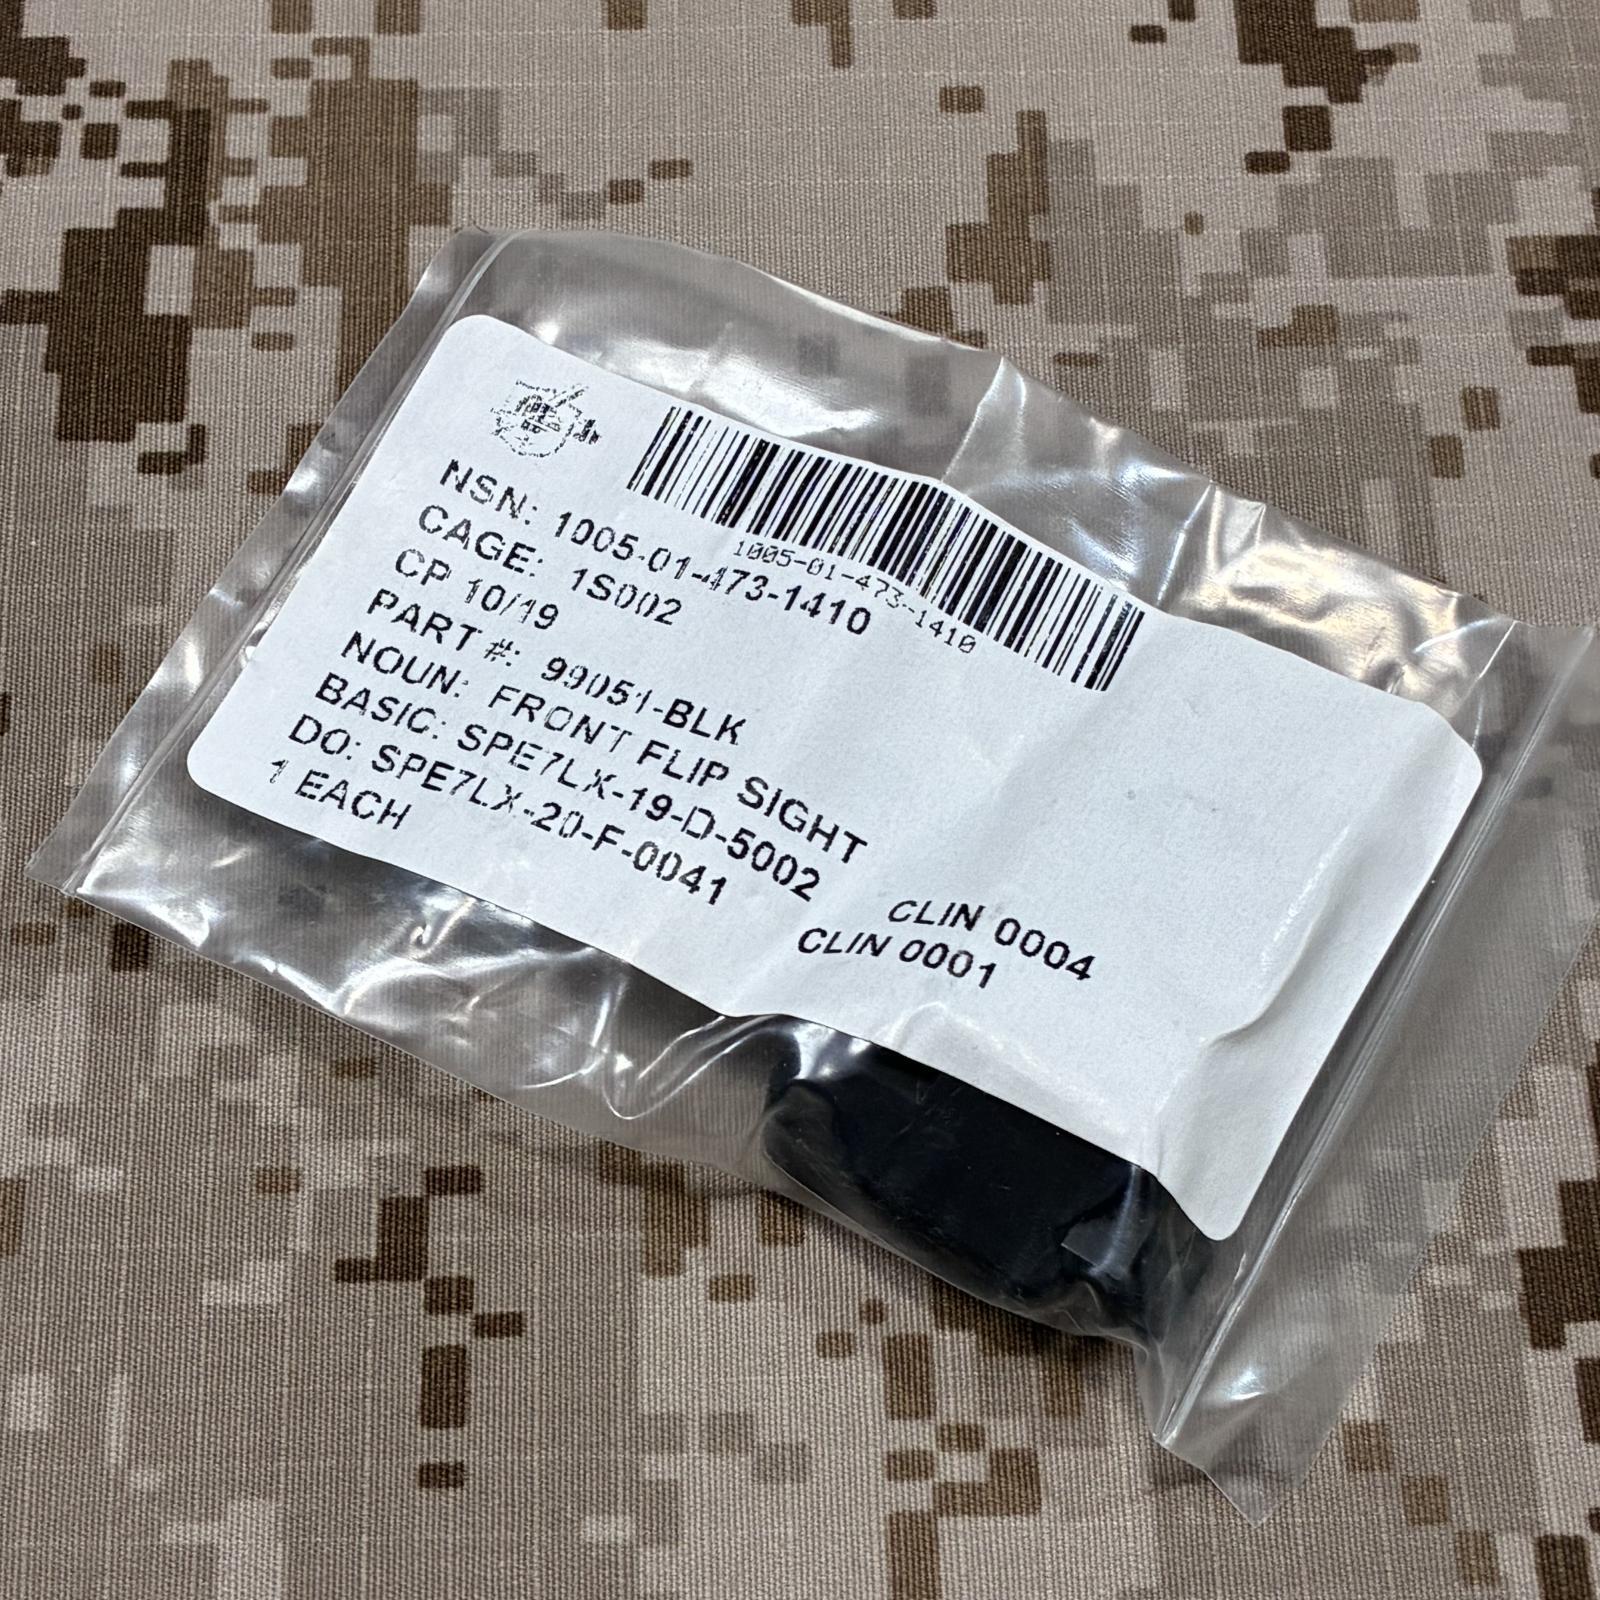 1005-01-473-1410
NSN: 1005-01-473-1410
CAGE: 1S002
CP 10/19
PART #: 99051-BLK
NOUN: FRONT FLIP SIGHT
BASIC: SPE7LX-19-D-5002 CLIN 0004
DO: SPE7LX-20-F-0041 CLIN 0001
1 EACH